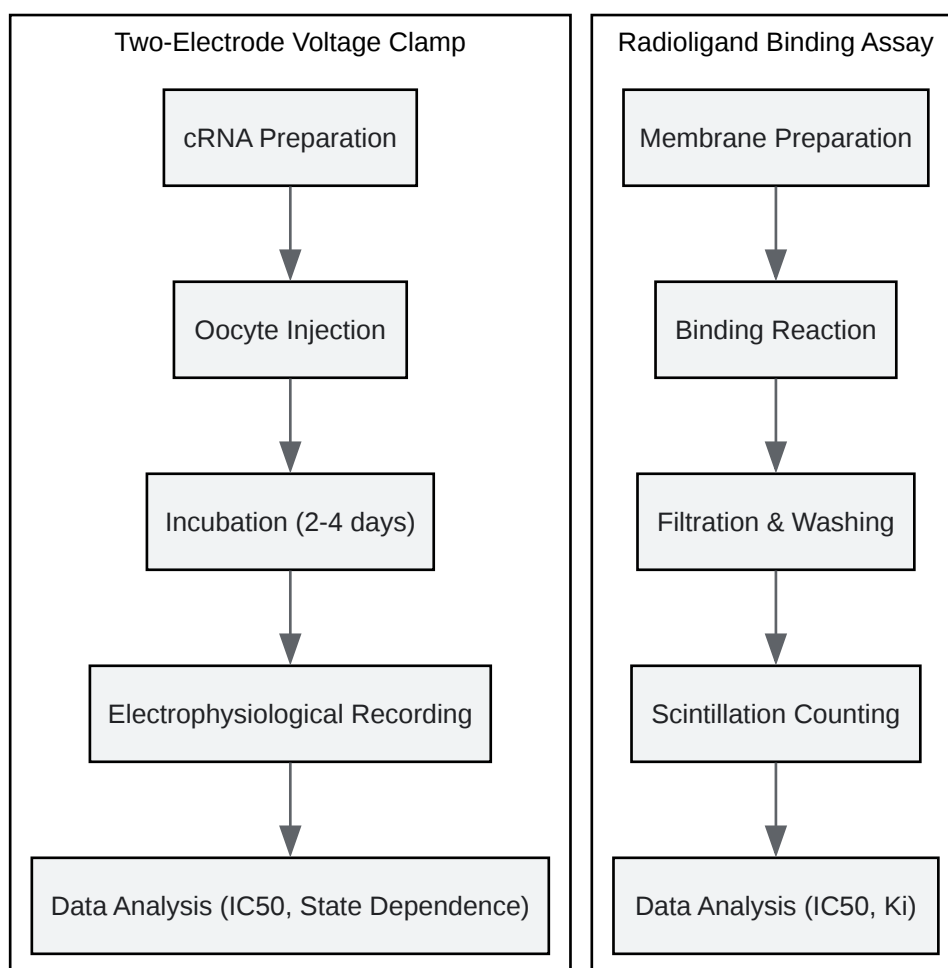 Two-Electrode Voltage Clamp
cRNA Preparation
Oocyte Injection
Incubation (2-4 days)
Electrophysiological Recording
Data Analysis (IC50, State Dependence)
Radioligand Binding Assay
Membrane Preparation
Binding Reaction
Filtration & Washing
Scintillation Counting
Data Analysis (IC50, Ki)